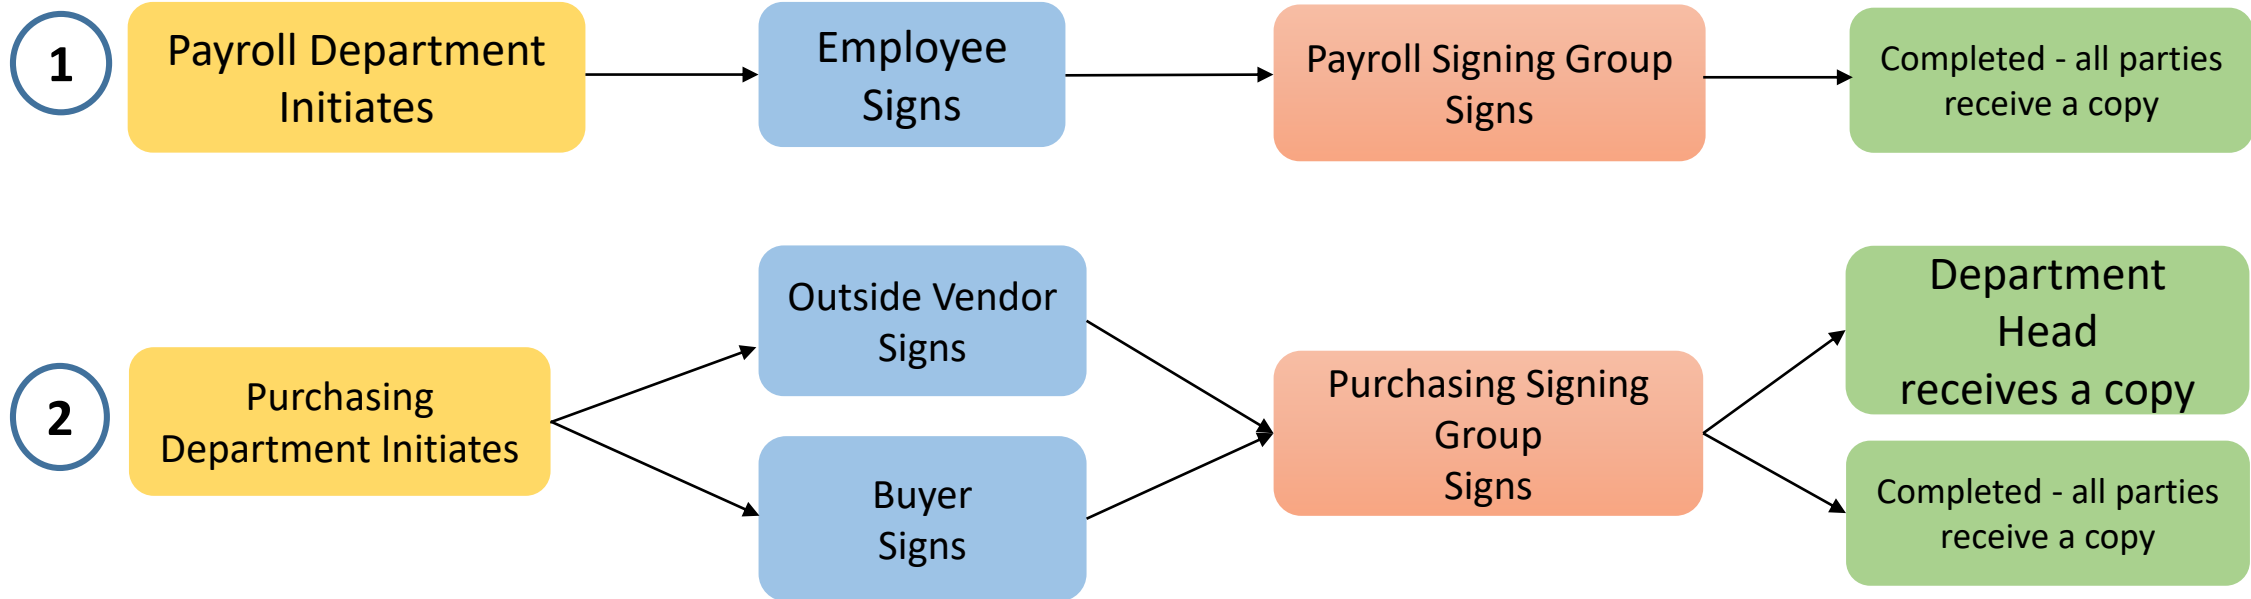 1
Payroll Department
Initiates
Employee
Signs
Payroll Signing Group
Signs
Completed - all parties
receive a copy
2
Purchasing
Department Initiates
Outside Vendor
Signs
Buyer
Signs
Purchasing Signing
Group
Signs
Department
Head
receives a copy
Completed - all parties
receive a copy